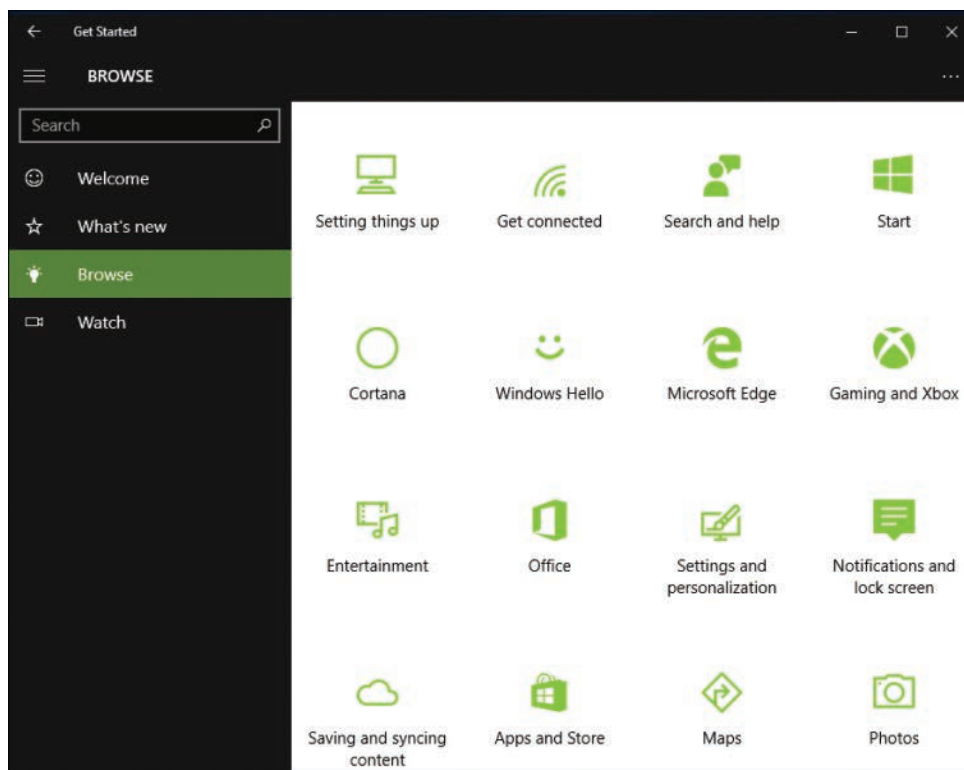 Get Started
BROWSE
Search
Welcome
What's new
Browse
Watch
Setting things up
Get connected
Search and help
Start
Cortana
Windows Hello
Microsoft Edge
Gaming and Xbox
Entertainment
Office
Settings and
personalization
Notifications and
lock screen
Saving and syncing
content
Apps and Store
Maps
Photos